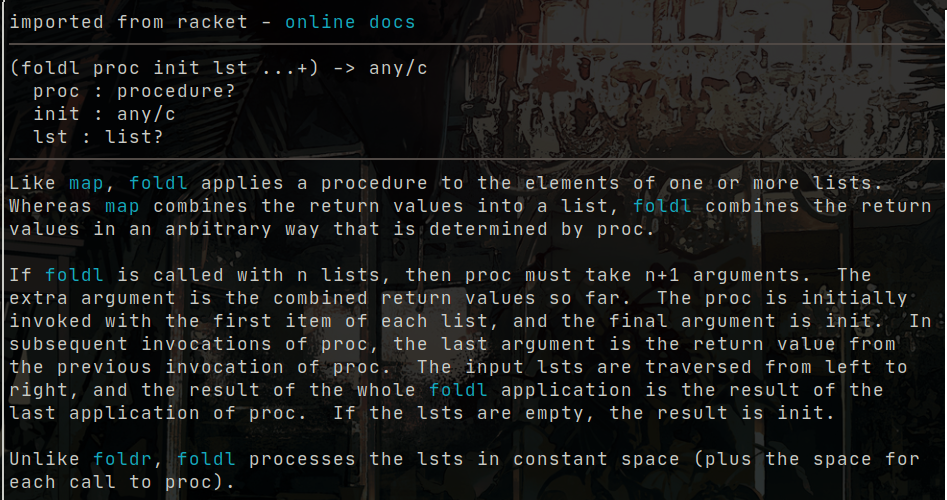 imported from racket - online docs
(foldl proc init lst ...+) -> any/c
proc : procedure?
init : any/c
lst : list?
Like map, foldl applies a procedure to the elements of one or more lists.
Whereas map combines the return values into a list, foldl combines the return
values in an arbitrary way that is determined by proc.
If foldl is called with n lists, then proc must take n+1 arguments.  The
extra argument is the combined return values so far.  The proc is initially
invoked with the first item of each list, and the final argument is init.  In
subsequent invocations of proc, the last argument is the return value from
the previous invocation of proc.  The input lsts are traversed from left to
right, and the result of the whole foldl application is the result of the
last application of proc.  If the lsts are empty, the result is init.
Unlike foldr, foldl processes the lsts in constant space (plus the space for
each call to proc).